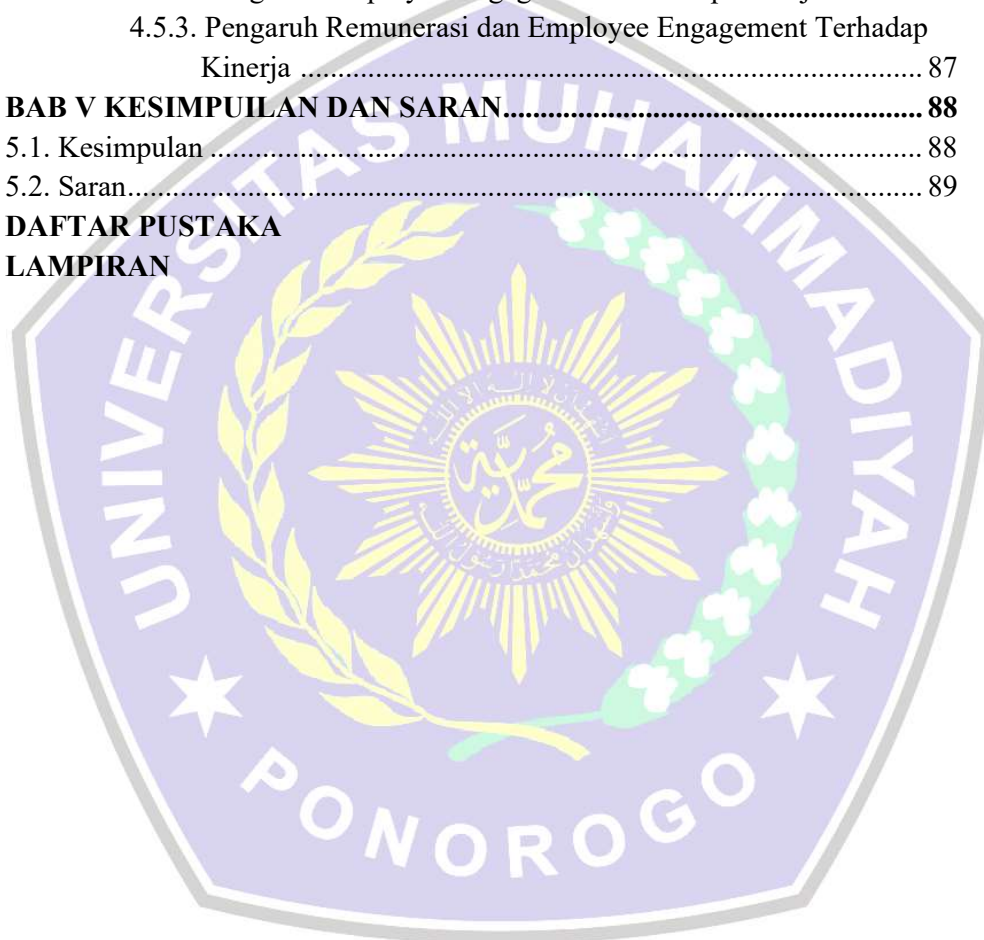 4.5.3. Pengaruh Remunerasi dan Employee Engagement Terhadap
Kinerja ........................................................................... 87
BAB V KESIMPUILAN DAN SARAN.................................................. 88
5.1. Kesimpulan ........................................................................... 88
5.2. Saran........................................................................... 89
DAFTAR PUSTAKA
LAMPIRAN
UNIVERSITAS MUHAMMADIYAH
محمدية
PONOROGO